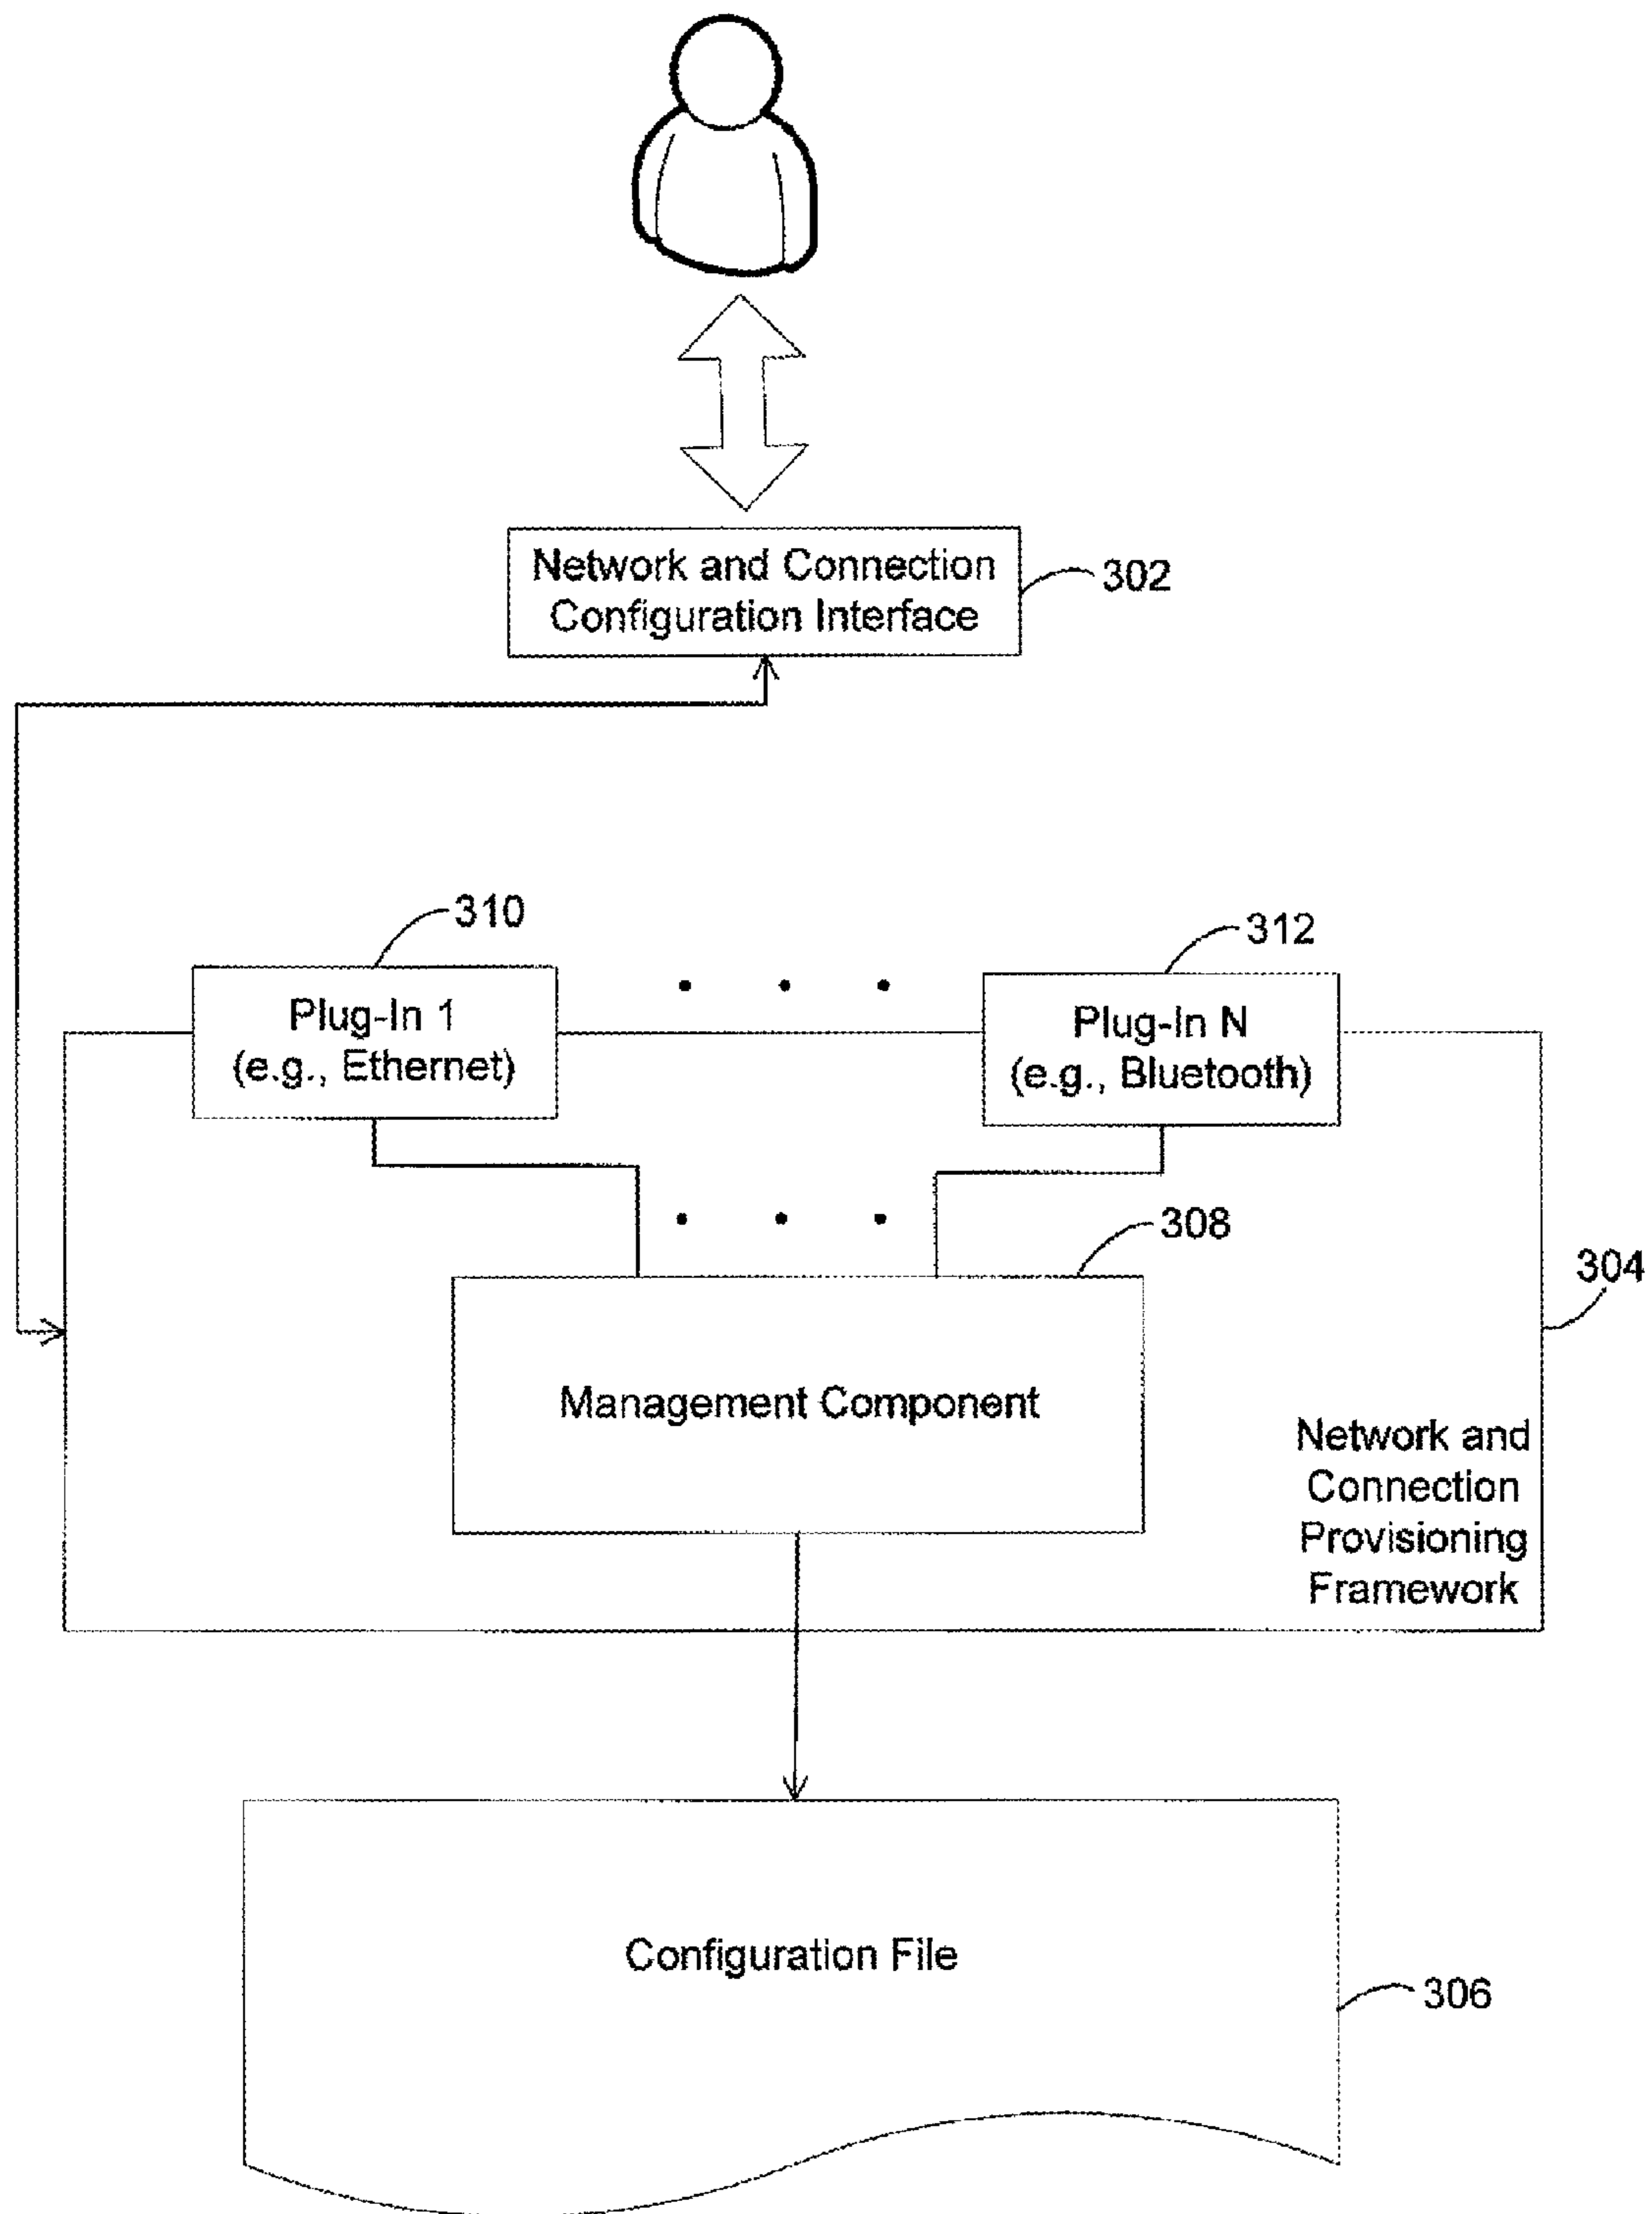 Network and Connection
Configuration Interface
302
310
312
Plug-In 1
(e.g., Ethernet)
Plug-In N
(e.g., Bluetooth)
308
304
Management Component
Network and
Connection
Provisioning
Framework
Configuration File
306